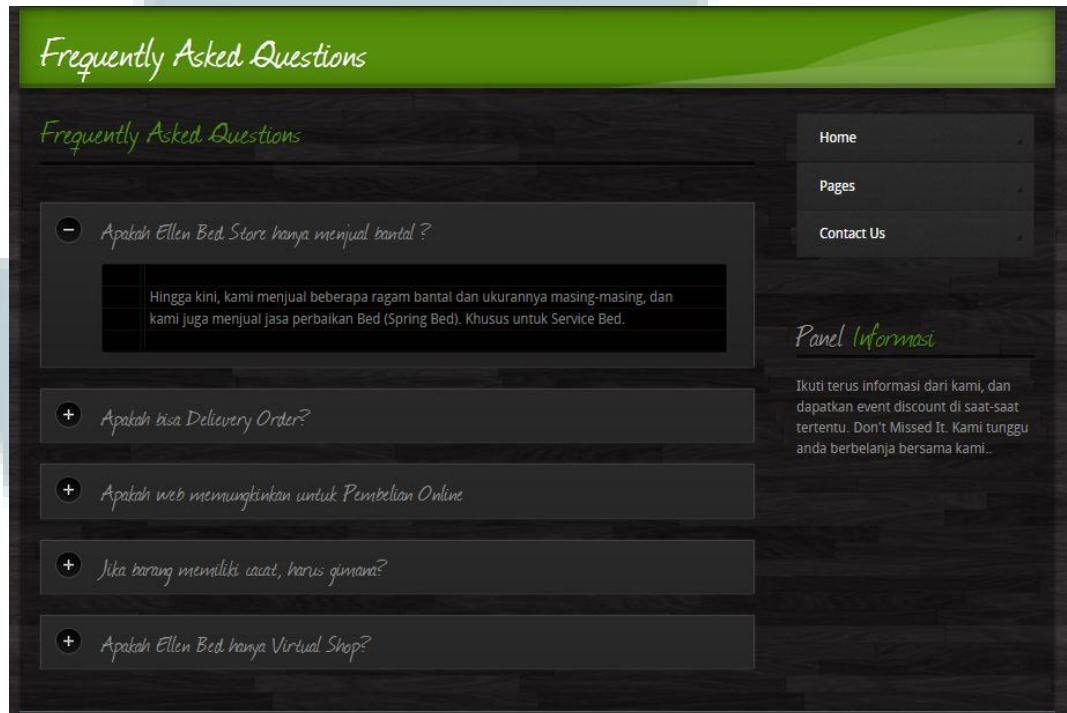 Frequently Asked Questions
Frequently Asked Questions
Apakah Ellen Bed Store hanya menjual bantal ?
Hingga kini, kami menjual beberapa ragam bantal dan ukurannya masing-masing, dan
kami juga menjual jasa perbaikan Bed (Spring Bed). Khusus untuk Service Bed.
Apakah bisa Delievery Order?
Apakah web memungkinkan untuk Pembelian Online
Jika barang memiliki cacat, harus gimana?
Apakah Ellen Bed hanya Virtual Shop?
Home
Pages
Contact Us
Panel Informasi
Ikuti terus informasi dari kami, dan
dapatkan event discount di saat-saat
tertentu. Don't Missed It. Kami tunggu
anda berbelanja bersama kami..